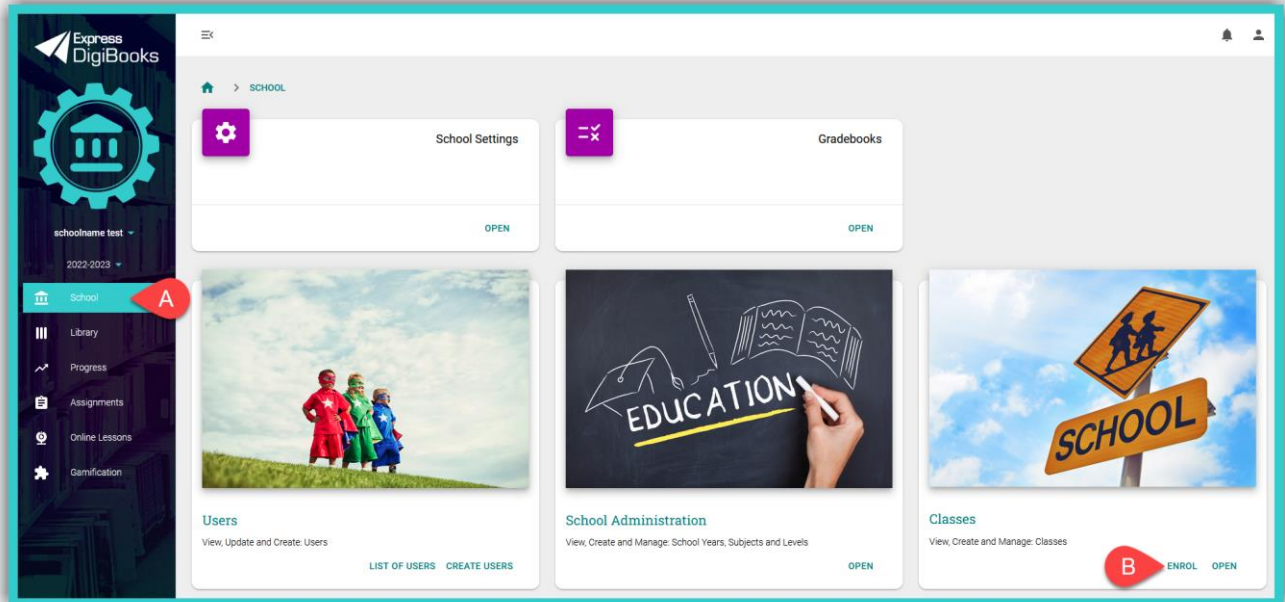 Express
DigiBooks
SCHOOL
School Settings
Gradebooks
OPEN
OPEN
schoolname test
2022-2023
School
A
Library
Progress
Assignments
Online Lessons
Gamification
EDUCATION
SCHOOL
Users
View, Update and Create: Users
LIST OF USERS CREATE USERS
School Administration
View, Create and Manage: School Years, Subjects and Levels
OPEN
Classes
View, Create and Manage: Classes
B
ENROL OPEN